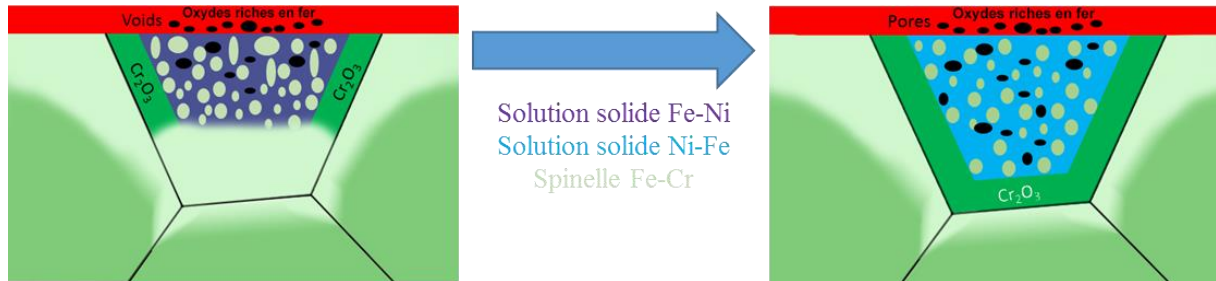 Voids Oxydes riches en fer
Cr2O3
Cr2O3
Solution solide Fe-Ni
Solution solide Ni-Fe
Spinelle Fe-Cr
Pores Oxydes riches en fer
Cr2O3